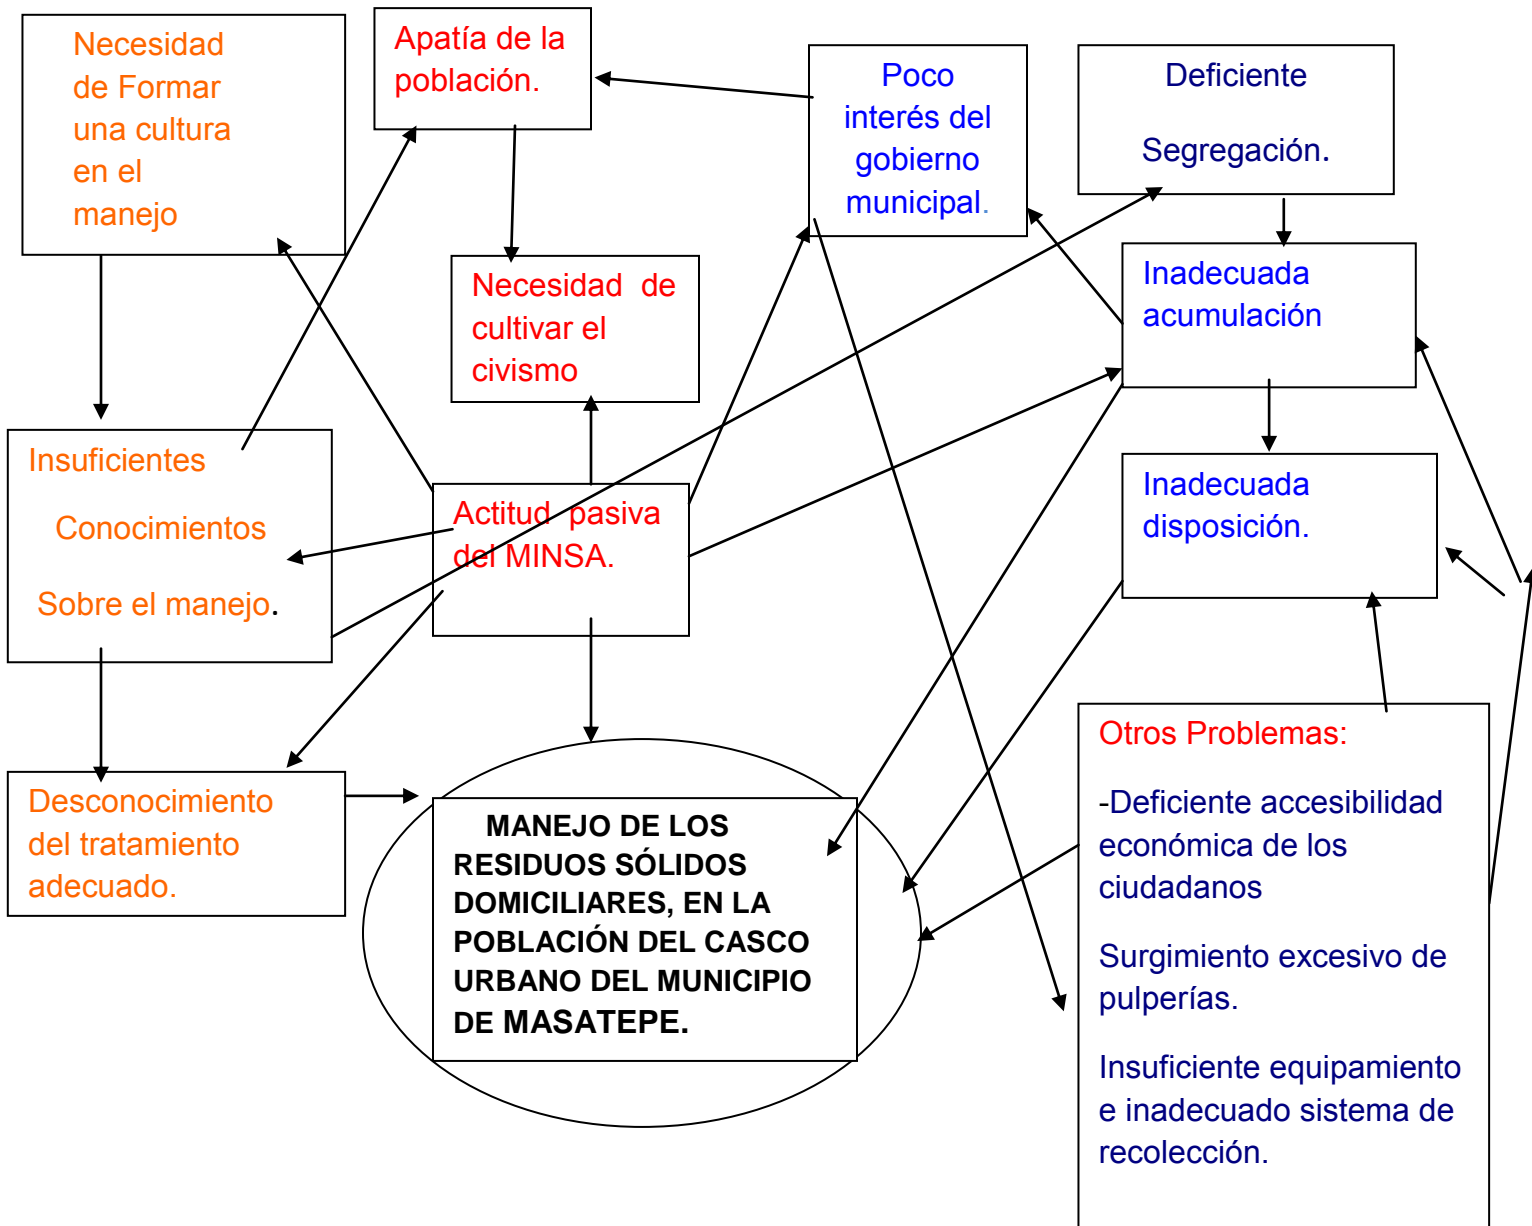 Necesidad
de Formar
una cultura
en el
manejo
Apatía de la
población.
Poco
interés del
gobierno
municipal.
Deficiente
Segregación.
Necesidad de
cultivar el
civismo
Inadecuada
acumulación
Insuficientes
Conocimientos
Sobre el manejo.
Actitud pasiva
del MINSA.
Inadecuada
disposición.
Desconocimiento
del tratamiento
adecuado.
MANEJO DE LOS
RESIDUOS SÓLIDOS
DOMICILIARES, EN LA
POBLACIÓN DEL CASCO
URBANO DEL MUNICIPIO
DE MASATEPE.
Otros Problemas:
-Deficiente accesibilidad
económica de los
ciudadanos
Surgimiento excesivo de
pulperías.
Insuficiente equipamiento
e inadecuado sistema de
recolección.